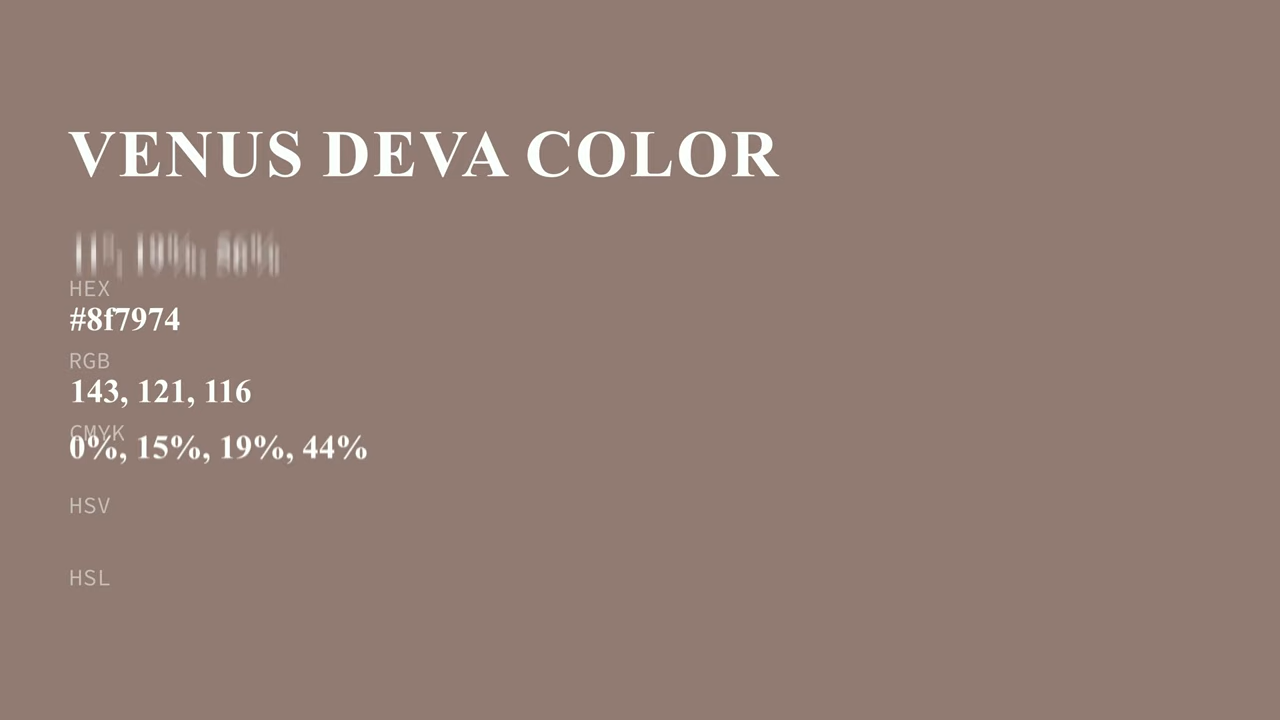 VENUS DEVA COLOR
HEX
#8f7974
RGB
143, 121, 116
CMYK
0%, 15%, 19%, 44%
HSV
HSL